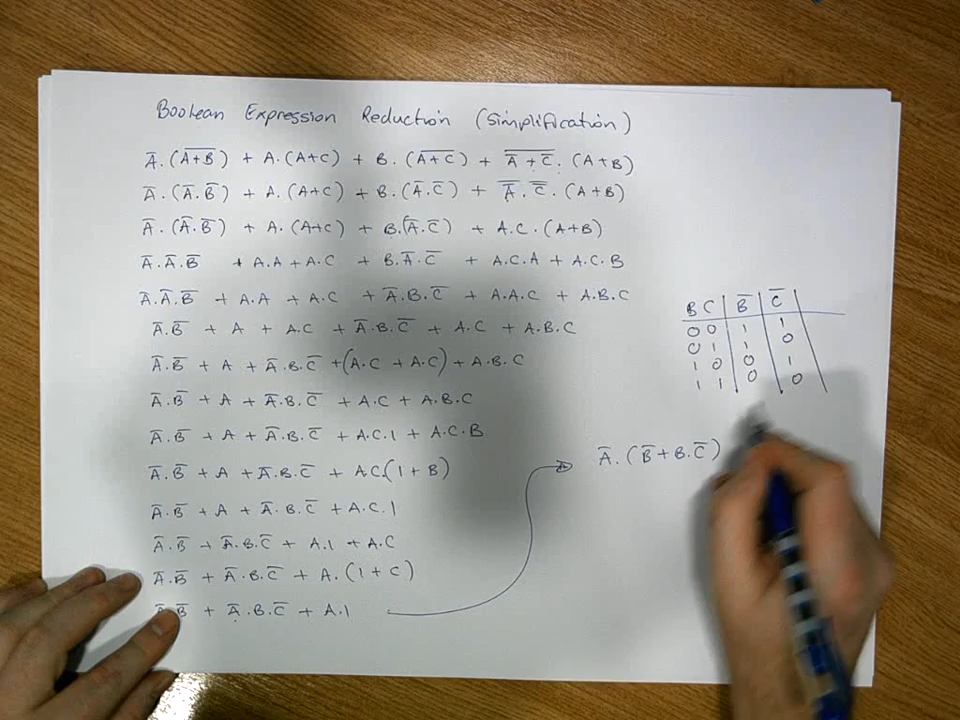 Boolean Expression Reduction (Simplification)
A̅.(A̅+̅B̅) + A.(A+C) + B.(A̅+̅C̅) + A̿+̅C̿.(A+B)
A̅.(A̅.B̅) + A.(A+C) + B.(A̅.C̅) + A̿.C̿.(A+B)
A̅.(A̅.B̅) + A.(A+C) + B.(A̅.C̅) + A.C.(A+B)
A̅.A̅.B̅ + A.A + A.C + B.A̅.C̅ + A.C.A + A.C.B
A̅.A̅.B̅ + A.A + A.C + A̅.B.C̅ + A.A.C + A.B.C
A̅.B̅ + A + A.C + A̅.B.C̅ + A.C + A.B.C
A̅.B̅ + A + A̅.B.C̅ + (A.C + A.C) + A.B.C
A̅.B̅ + A + A̅.B.C̅ + A.C + A.B.C
A̅.B̅ + A + A̅.B.C̅ + A.C.1 + A.C.B
A̅.B̅ + A + A̅.B.C̅ + A.C.(1+B)
A̅.B̅ + A + A̅.B.C̅ + A.C.1
A̅.B̅ + A̅.B.C̅ + A.1 + A.C
A̅.B̅ + A̅.B.C̅ + A.(1+C)
A̅.B̅ + A̅.B.C̅ + A.1
A̅.(B̅+B.C̅)
B C B̅ C̅
0 0 1 1
0 1 1 0
1 0 0 1
1 1 0 0